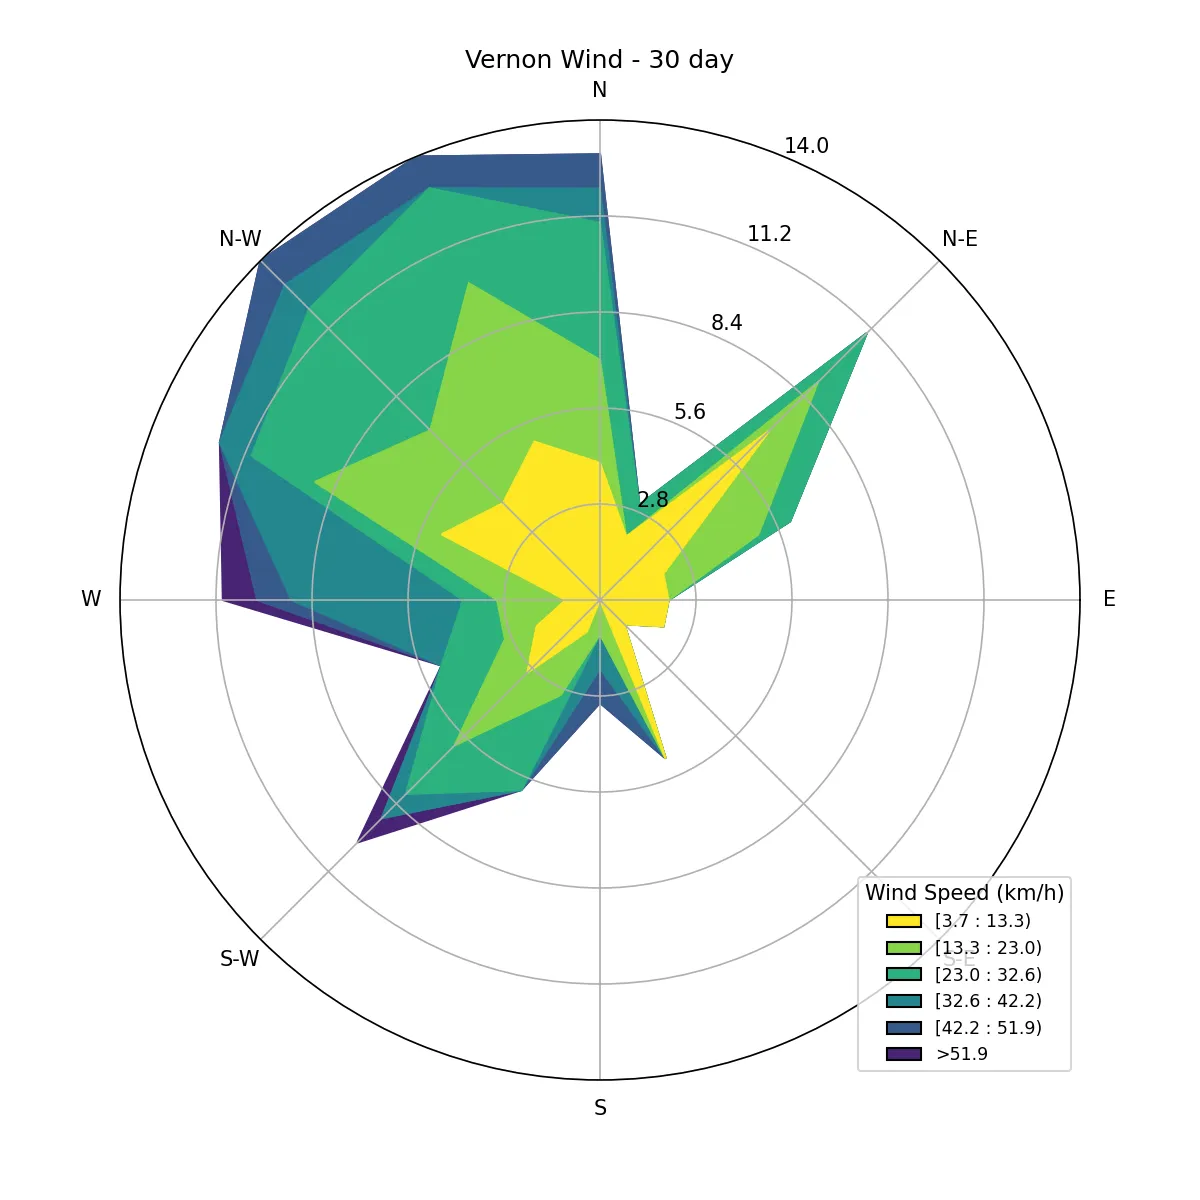 Vernon Wind - 30 day
N
14.0
N-W
11.2
N-E
8.4
5.6
2.8
W
E
Wind Speed (km/h)
[3.7 : 13.3)
[13.3 : 23.0)
S-W
S-E
[23.0 : 32.6)
[32.6 : 42.2)
[42.2 : 51.9)
>51.9
S